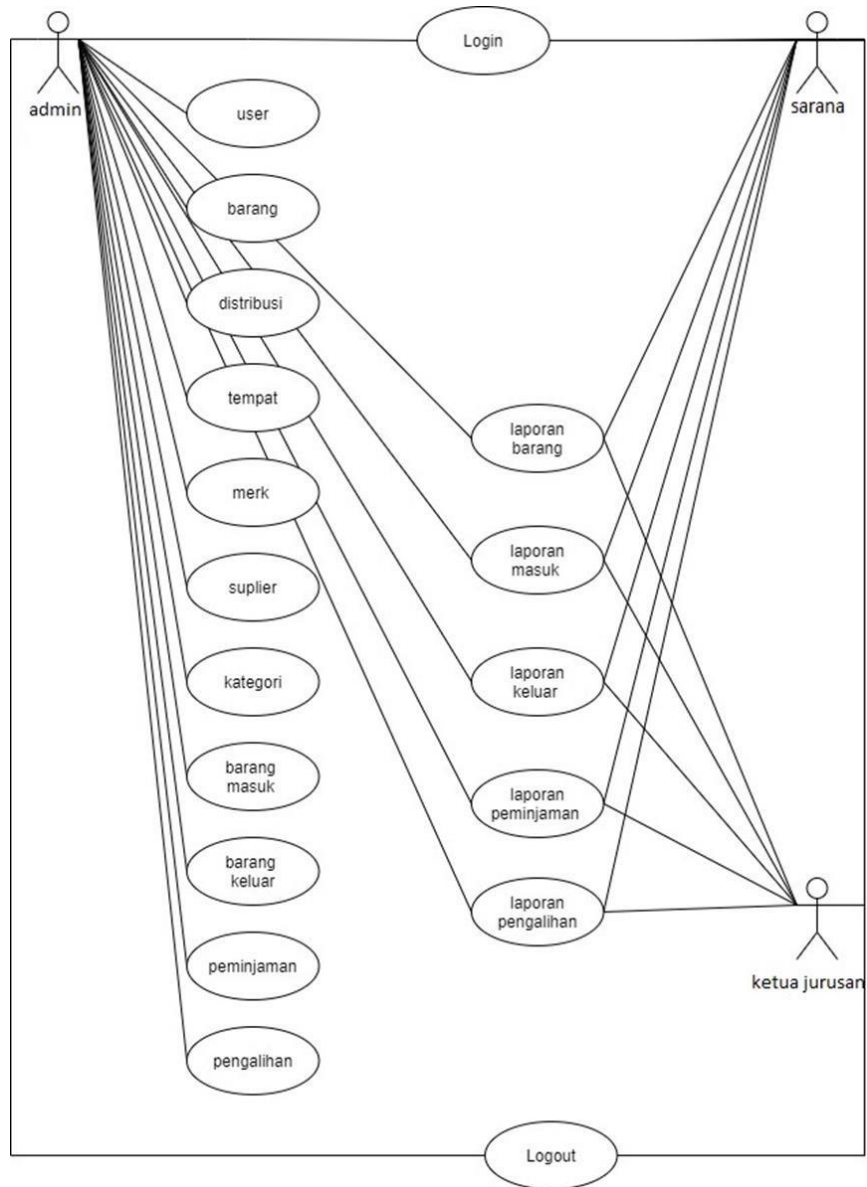 Login
admin
sarana
user
barang
distribusi
tempat
merk
suplier
kategori
barang
masuk
barang
keluar
peminjaman
pengalihan
laporan
barang
laporan
masuk
laporan
keluar
laporan
peminjaman
laporan
pengalihan
ketua jurusan
Logout